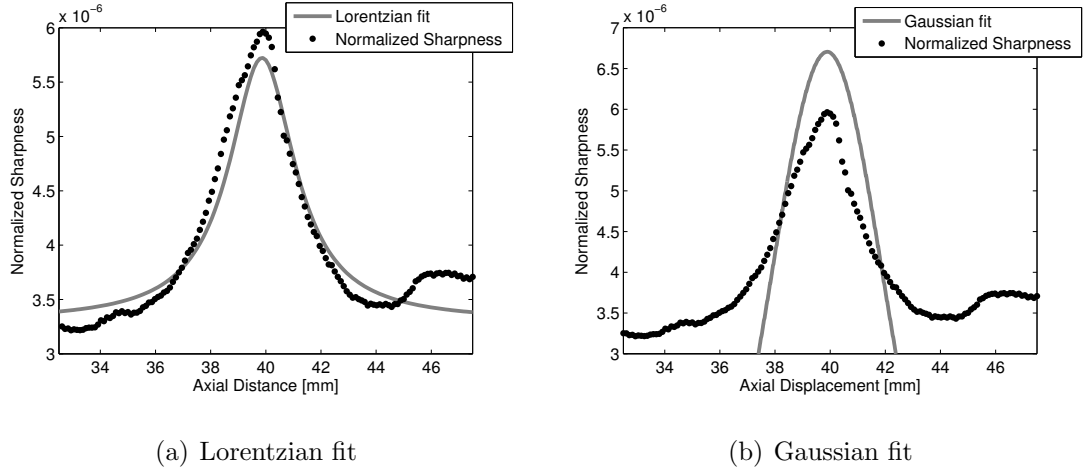 x 10⁻⁶
Lorentzian fit
Normalized Sharpness
6
5.5
5
4.5
4
3.5
3
Normalized Sharpness
34 36 38 40 42 44 46
Axial Distance [mm]
(a) Lorentzian fit
x 10⁻⁶
Gaussian fit
Normalized Sharpness
7
6.5
6
5.5
5
4.5
4
3.5
3
Normalized Sharpness
34 36 38 40 42 44 46
Axial Displacement [mm]
(b) Gaussian fit